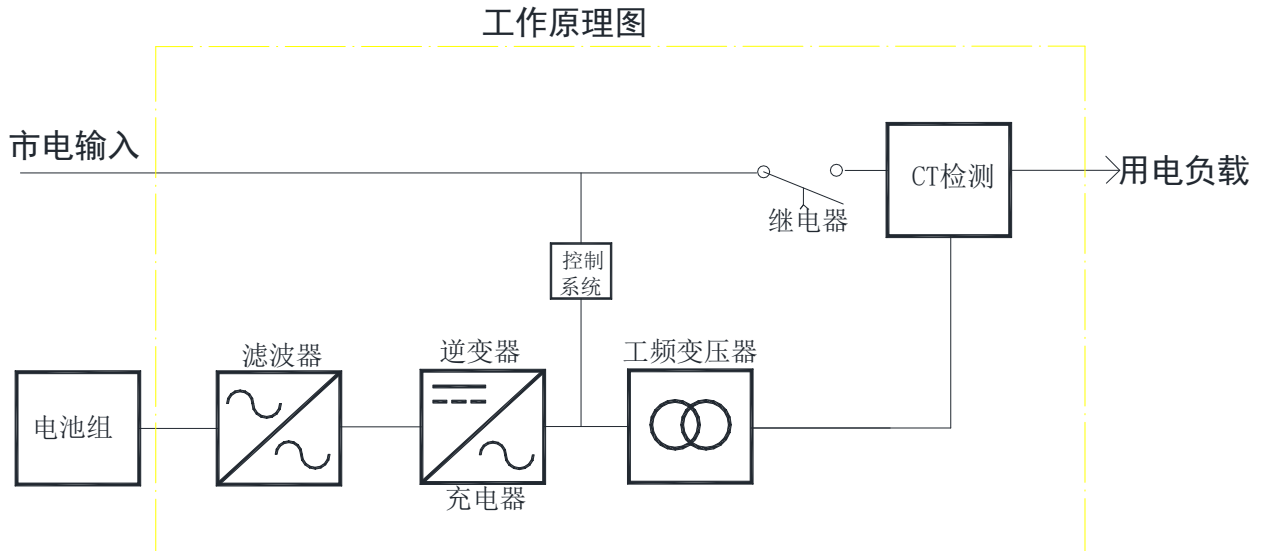 工作原理图
市电输入
CT检测
用电负载
继电器
控制
系统
滤波器
逆变器
工频变压器
电池组
充电器